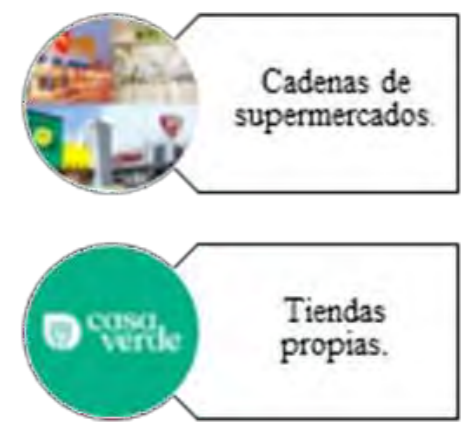 Cadenas de
supermercados.
casa
verde
Tiendas
propias.